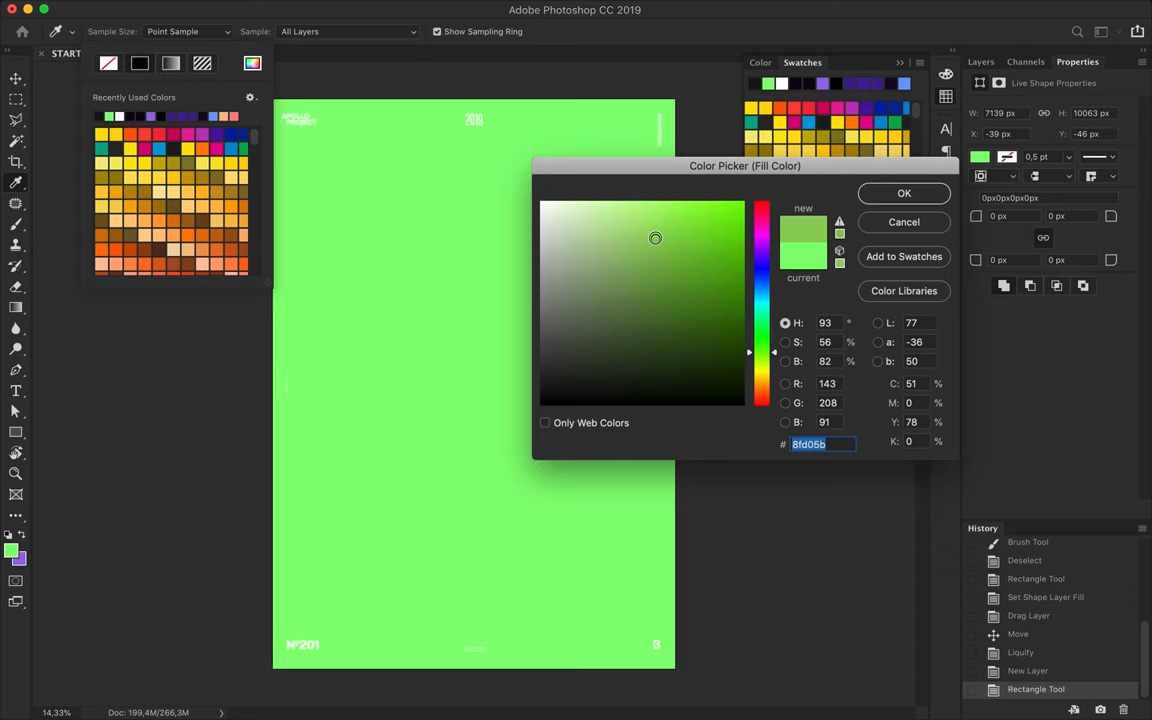 Adobe Photoshop CC 2019
Sample Size: Point Sample Sample: All Layers Show Sampling Ring
START
Recently Used Colors
APOLLO
PROJECT
2019
Nº201
Color Swatches
Color Picker (Fill Color)
new
current
OK
Cancel
Add to Swatches
Color Libraries
H: 93 °
S: 56 %
B: 82 %
R: 143
G: 208
B: 91
# 8fd05b
L: 77
a: -36
b: 50
C: 51 %
M: 0 %
Y: 78 %
K: 0 %
Only Web Colors
Layers Channels Properties
Live Shape Properties
W: 7139 px H: 10063 px
X: -39 px Y: -46 px
0,5 pt
0px0px0px0px
0 px 0 px
0 px 0 px
History
Brush Tool
Deselect
Rectangle Tool
Set Shape Layer Fill
Drag Layer
Move
Liquify
New Layer
Rectangle Tool
14,33% Doc: 199,4M/266,3M